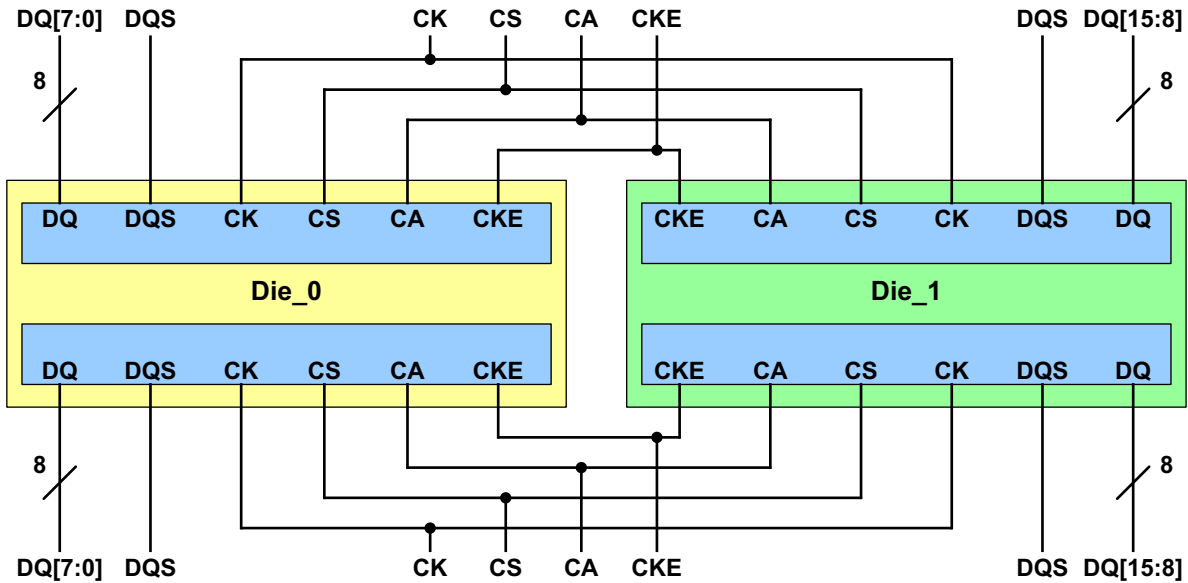 DQ[7:0] DQS CK CS CA CKE DQS DQ[15:8]
8 8
DQ DQS CK CS CA CKE CKE CA CS CK DQS DQ
Die_0 Die_1
DQ DQS CK CS CA CKE CKE CA CS CK DQS DQ
8 8
DQ[7:0] DQS CK CS CA CKE DQS DQ[15:8]